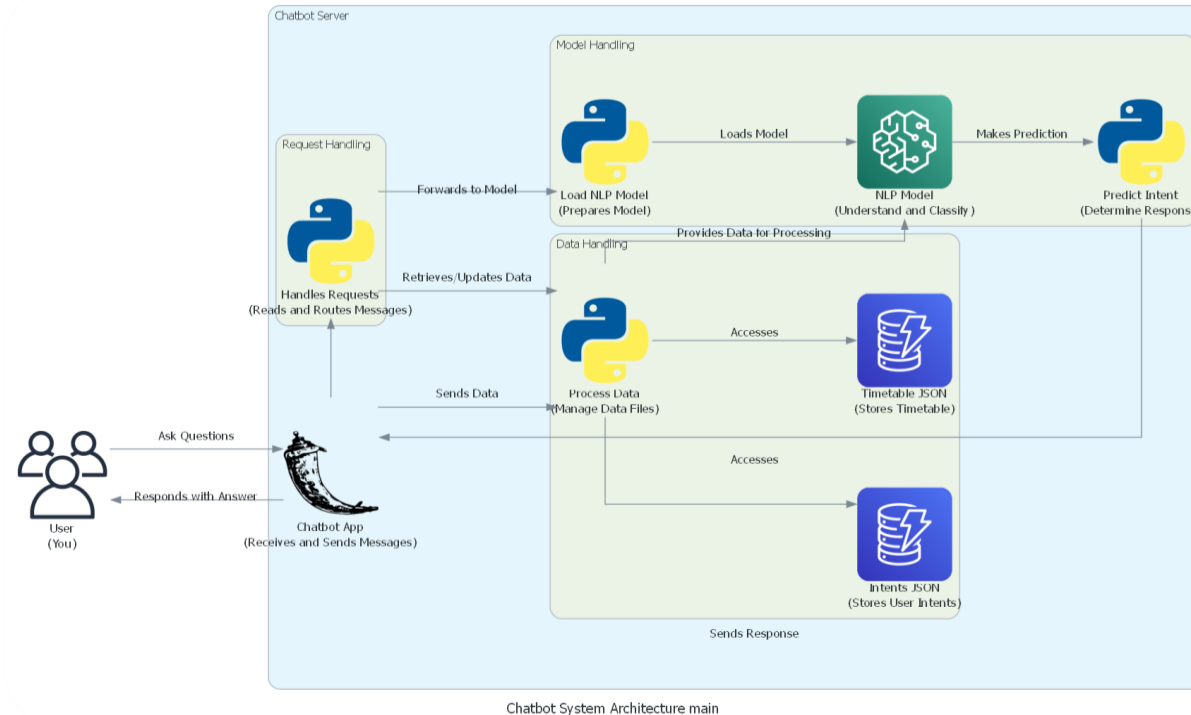 Chatbot Server
Model Handling
Loads Model
Makes Prediction
Load NLP Model
(Prepares Model)
NLP Model
(Understand and Classify)
Predict Intent
(Determine Respons
Request Handling
Forwards to Model
Handles Requests
(Reads and Routes Messages)
Retrieves/Updates Data
Provides Data for Processing
Data Handling
Accesses
Process Data
(Manage Data Files)
Timetable JSON
(Stores Timetable)
Sends Data
Ask Questions
Responds with Answer
User
(You)
Chatbot App
(Receives and Sends Messages)
Accesses
Intents JSON
(Stores User Intents)
Sends Response
Chatbot System Architecture main